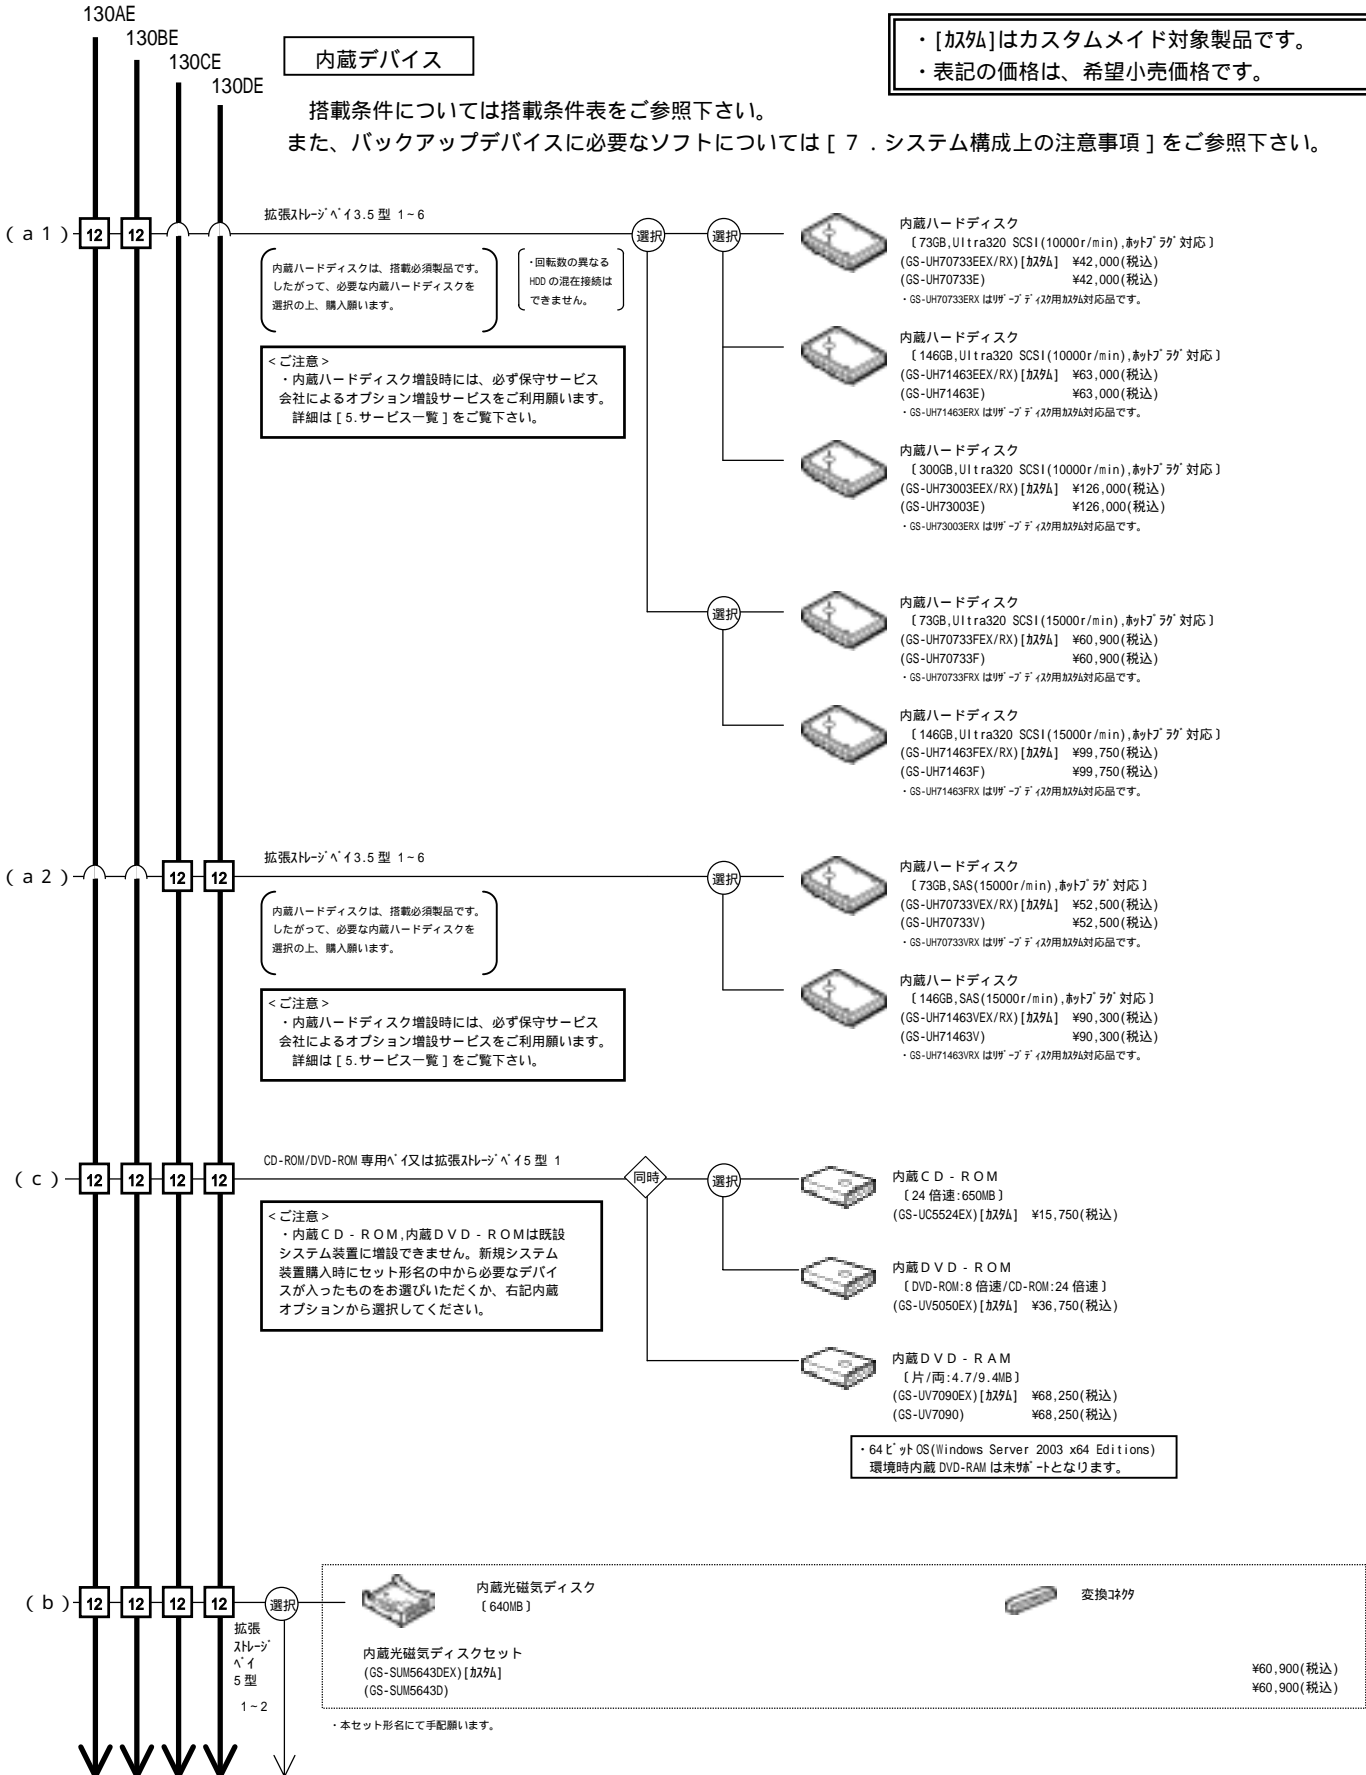 130AE
130BE
130CE
130DE
内蔵デバイス
・[ｶｽﾀﾑ]はカスタムメイド対象製品です。
・表記の価格は、希望小売価格です。
搭載条件については搭載条件表をご参照下さい。
また、バックアップデバイスに必要なソフトについては[ 7 . システム構成上の注意事項 ] をご参照下さい。
(a1)
12
12
拡張ｽﾄﾚｰｼﾞﾍﾞｲ3.5型 1~6
選択
選択
内蔵ハードディスクは、搭載必須製品です。
したがって、必要な内蔵ハードディスクを
選択の上、購入願います。
・回転数の異なる
HDD の混在接続は
できません。
<ご注意>
・内蔵ハードディスク増設時には、必ず保守サービス
会社によるオプション増設サービスをご利用願います。
詳細は [5.サービス一覧] をご覧下さい。
内蔵ハードディスク
〔73GB,Ultra320 SCSI(10000r/min),ﾎｯﾄﾌﾟﾗｸﾞ対応〕
(GS-UH70733EEX/RX)[ｶｽﾀﾑ] ¥42,000(税込)
(GS-UH70733E) ¥42,000(税込)
・GS-UH70733ERX はﾘｻﾞｰﾌﾞﾃﾞｨｽｸ用ｶｽﾀﾑ対応品です。
内蔵ハードディスク
〔146GB,Ultra320 SCSI(10000r/min),ﾎｯﾄﾌﾟﾗｸﾞ対応〕
(GS-UH71463EEX/RX)[ｶｽﾀﾑ] ¥63,000(税込)
(GS-UH71463E) ¥63,000(税込)
・GS-UH71463ERX はﾘｻﾞｰﾌﾞﾃﾞｨｽｸ用ｶｽﾀﾑ対応品です。
内蔵ハードディスク
〔300GB,Ultra320 SCSI(10000r/min),ﾎｯﾄﾌﾟﾗｸﾞ対応〕
(GS-UH73003EEX/RX)[ｶｽﾀﾑ] ¥126,000(税込)
(GS-UH73003E) ¥126,000(税込)
・GS-UH73003ERX はﾘｻﾞｰﾌﾞﾃﾞｨｽｸ用ｶｽﾀﾑ対応品です。
選択
内蔵ハードディスク
〔73GB,Ultra320 SCSI(15000r/min),ﾎｯﾄﾌﾟﾗｸﾞ対応〕
(GS-UH70733FEX/RX)[ｶｽﾀﾑ] ¥60,900(税込)
(GS-UH70733F) ¥60,900(税込)
・GS-UH70733FRX はﾘｻﾞｰﾌﾞﾃﾞｨｽｸ用ｶｽﾀﾑ対応品です。
内蔵ハードディスク
〔146GB,Ultra320 SCSI(15000r/min),ﾎｯﾄﾌﾟﾗｸﾞ対応〕
(GS-UH71463FEX/RX)[ｶｽﾀﾑ] ¥99,750(税込)
(GS-UH71463F) ¥99,750(税込)
・GS-UH71463FRX はﾘｻﾞｰﾌﾞﾃﾞｨｽｸ用ｶｽﾀﾑ対応品です。
(a2)
12
12
拡張ｽﾄﾚｰｼﾞﾍﾞｲ3.5型 1~6
選択
内蔵ハードディスクは、搭載必須製品です。
したがって、必要な内蔵ハードディスクを
選択の上、購入願います。
<ご注意>
・内蔵ハードディスク増設時には、必ず保守サービス
会社によるオプション増設サービスをご利用願います。
詳細は [5.サービス一覧] をご覧下さい。
内蔵ハードディスク
〔73GB,SAS(15000r/min),ﾎｯﾄﾌﾟﾗｸﾞ対応〕
(GS-UH70733VEX/RX)[ｶｽﾀﾑ] ¥52,500(税込)
(GS-UH70733V) ¥52,500(税込)
・GS-UH70733VRX はﾘｻﾞｰﾌﾞﾃﾞｨｽｸ用ｶｽﾀﾑ対応品です。
内蔵ハードディスク
〔146GB,SAS(15000r/min),ﾎｯﾄﾌﾟﾗｸﾞ対応〕
(GS-UH71463VEX/RX)[ｶｽﾀﾑ] ¥90,300(税込)
(GS-UH71463V) ¥90,300(税込)
・GS-UH71463VRX はﾘｻﾞｰﾌﾞﾃﾞｨｽｸ用ｶｽﾀﾑ対応品です。
(c)
12
12
12
12
CD-ROM/DVD-ROM 専用ﾍﾞｲ又は拡張ｽﾄﾚｰｼﾞﾍﾞｲ5型 1
同時
選択
<ご注意>
・内蔵CD-ROM,内蔵DVD-ROMは既設
システム装置に増設できません。新規システム
装置購入時にセット形名の中から必要なデバイ
スが入ったものをお選びいただくか、右記内蔵
オプションから選択してください。
内蔵CD-ROM
〔24倍速:650MB〕
(GS-UC5524EX)[ｶｽﾀﾑ] ¥15,750(税込)
内蔵DVD-ROM
〔DVD-ROM:8倍速/CD-ROM:24倍速〕
(GS-UV5050EX)[ｶｽﾀﾑ] ¥36,750(税込)
内蔵DVD-RAM
〔片/両:4.7/9.4MB〕
(GS-UV7090EX)[ｶｽﾀﾑ] ¥68,250(税込)
(GS-UV7090) ¥68,250(税込)
・64ﾋﾞｯﾄOS(Windows Server 2003 x64 Editions)
環境時内蔵 DVD-RAM は未ｻﾎﾟｰﾄとなります。
(b)
12
12
12
12
選択
拡張
ｽﾄﾚｰｼﾞ
ﾍﾞｲ
5型
1~2
内蔵光磁気ディスク
〔640MB〕
変換ｺﾈｸﾀ
内蔵光磁気ディスクセット
(GS-SUM5643DEX)[ｶｽﾀﾑ] ¥60,900(税込)
(GS-SUM5643D) ¥60,900(税込)
・本セット形名にて手配願います。